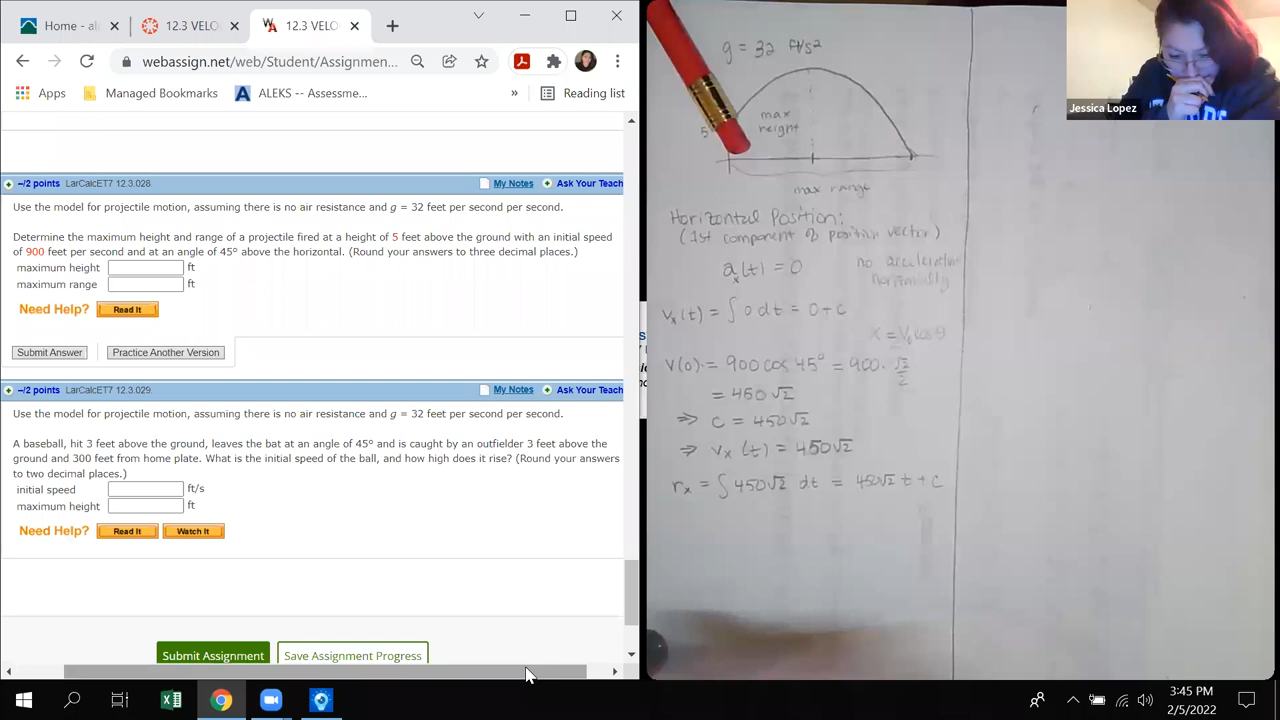 Home - al
12.3 VELO
12.3 VELO
webassign.net/web/Student/Assignmen...
Apps
Managed Bookmarks
ALEKS -- Assessme...
»
Reading list
–/2 points
LarCalcET7 12.3.028.
My Notes
Ask Your Teach
Use the model for projectile motion, assuming there is no air resistance and g = 32 feet per second per second.
Determine the maximum height and range of a projectile fired at a height of 5 feet above the ground with an initial speed
of 900 feet per second and at an angle of 45° above the horizontal. (Round your answers to three decimal places.)
maximum height ft
maximum range ft
Need Help? Read It
Submit Answer
Practice Another Version
–/2 points
LarCalcET7 12.3.029.
My Notes
Ask Your Teach
Use the model for projectile motion, assuming there is no air resistance and g = 32 feet per second per second.
A baseball, hit 3 feet above the ground, leaves the bat at an angle of 45° and is caught by an outfielder 3 feet above the
ground and 300 feet from home plate. What is the initial speed of the ball, and how high does it rise? (Round your answers
to two decimal places.)
initial speed ft/s
maximum height ft
Need Help? Read It Watch It
Submit Assignment
Save Assignment Progress
g = 32 ft/s²
5
max
height
max range
Horizontal Position:
(1st component of position vector)
aₓ(t) = 0
no acceleration
horizontally
vₓ(t) = ∫ 0 dt = 0 + C
v(0) = 900 cos 45° = 900 · √2/2
= 450√2
⇒ C = 450√2
⇒ vₓ(t) = 450√2
rₓ = ∫ 450√2 dt = 450√2 t + C
Jessica Lopez
3:45 PM
2/5/2022